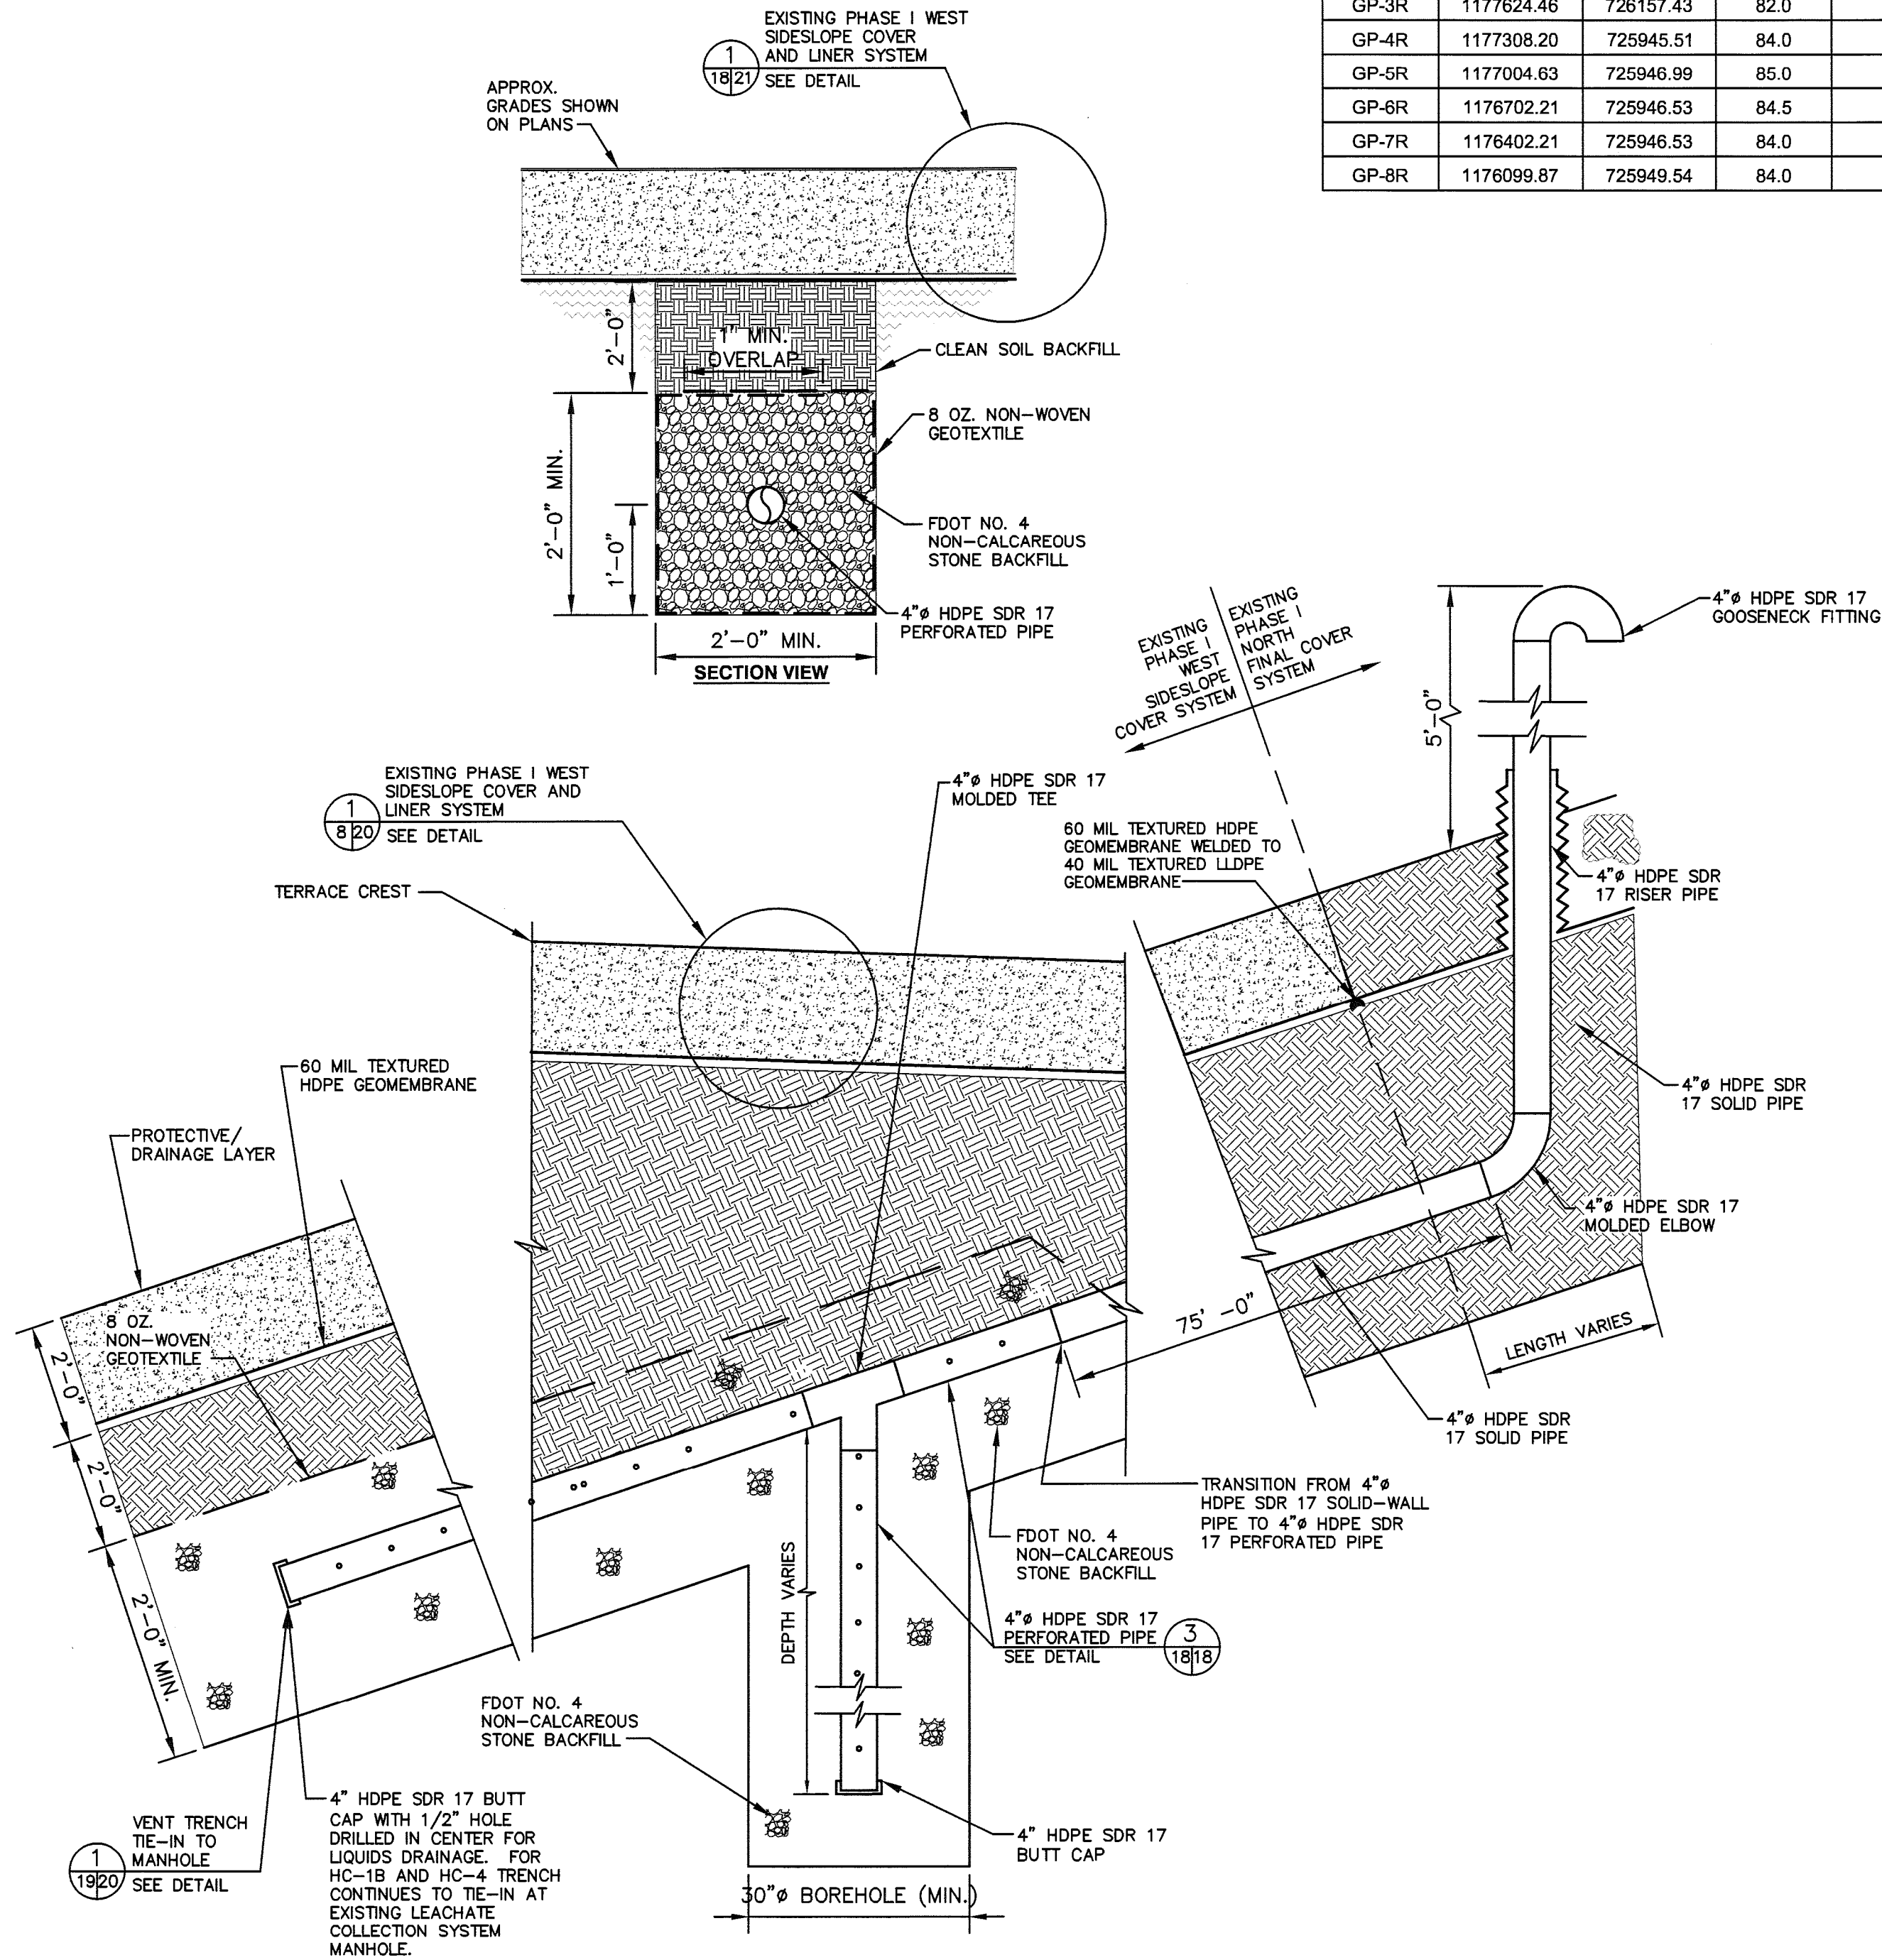 GP-3R 1177624.46 726157.43 82.0
GP-4R 1177308.20 725945.51 84.0
GP-5R 1177004.63 725946.99 85.0
GP-6R 1176702.21 725946.53 84.5
GP-7R 1176402.21 725946.53 84.0
GP-8R 1176099.87 725949.54 84.0
EXISTING PHASE I WEST
SIDESLOPE COVER
AND LINER SYSTEM
SEE DETAIL
1
18|21
APPROX.
GRADES SHOWN
ON PLANS
2'-0"
1" MIN.
OVERLAP
CLEAN SOIL BACKFILL
8 OZ. NON-WOVEN
GEOTEXTILE
2'-0" MIN.
1'-0"
FDOT NO. 4
NON-CALCAREOUS
STONE BACKFILL
4"ø HDPE SDR 17
PERFORATED PIPE
2'-0" MIN.
SECTION VIEW
EXISTING
PHASE I
WEST
SIDESLOPE
COVER SYSTEM
EXISTING
PHASE I
NORTH
FINAL COVER
SYSTEM
4"ø HDPE SDR 17
GOOSENECK FITTING
5'-0"
EXISTING PHASE I WEST
SIDESLOPE COVER AND
LINER SYSTEM
SEE DETAIL
1
8|20
TERRACE CREST
4"ø HDPE SDR 17
MOLDED TEE
60 MIL TEXTURED HDPE
GEOMEMBRANE WELDED TO
40 MIL TEXTURED LLDPE
GEOMEMBRANE
4"ø HDPE SDR
17 RISER PIPE
60 MIL TEXTURED
HDPE GEOMEMBRANE
4"ø HDPE SDR
17 SOLID PIPE
PROTECTIVE/
DRAINAGE LAYER
4"ø HDPE SDR 17
MOLDED ELBOW
8 OZ.
NON-WOVEN
GEOTEXTILE
75' -0"
LENGTH VARIES
2'-0"
2'-0"
2'-0" MIN.
4"ø HDPE SDR
17 SOLID PIPE
TRANSITION FROM 4"ø
HDPE SDR 17 SOLID-WALL
PIPE TO 4"ø HDPE SDR
17 PERFORATED PIPE
FDOT NO. 4
NON-CALCAREOUS
STONE BACKFILL
DEPTH VARIES
4"ø HDPE SDR 17
PERFORATED PIPE
SEE DETAIL
3
18|18
FDOT NO. 4
NON-CALCAREOUS
STONE BACKFILL
VENT TRENCH
TIE-IN TO
MANHOLE
SEE DETAIL
1
19|20
4" HDPE SDR 17 BUTT
CAP WITH 1/2" HOLE
DRILLED IN CENTER FOR
LIQUIDS DRAINAGE. FOR
HC-1B AND HC-4 TRENCH
CONTINUES TO TIE-IN AT
EXISTING LEACHATE
COLLECTION SYSTEM
MANHOLE.
4" HDPE SDR 17
BUTT CAP
30"ø BOREHOLE (MIN.)